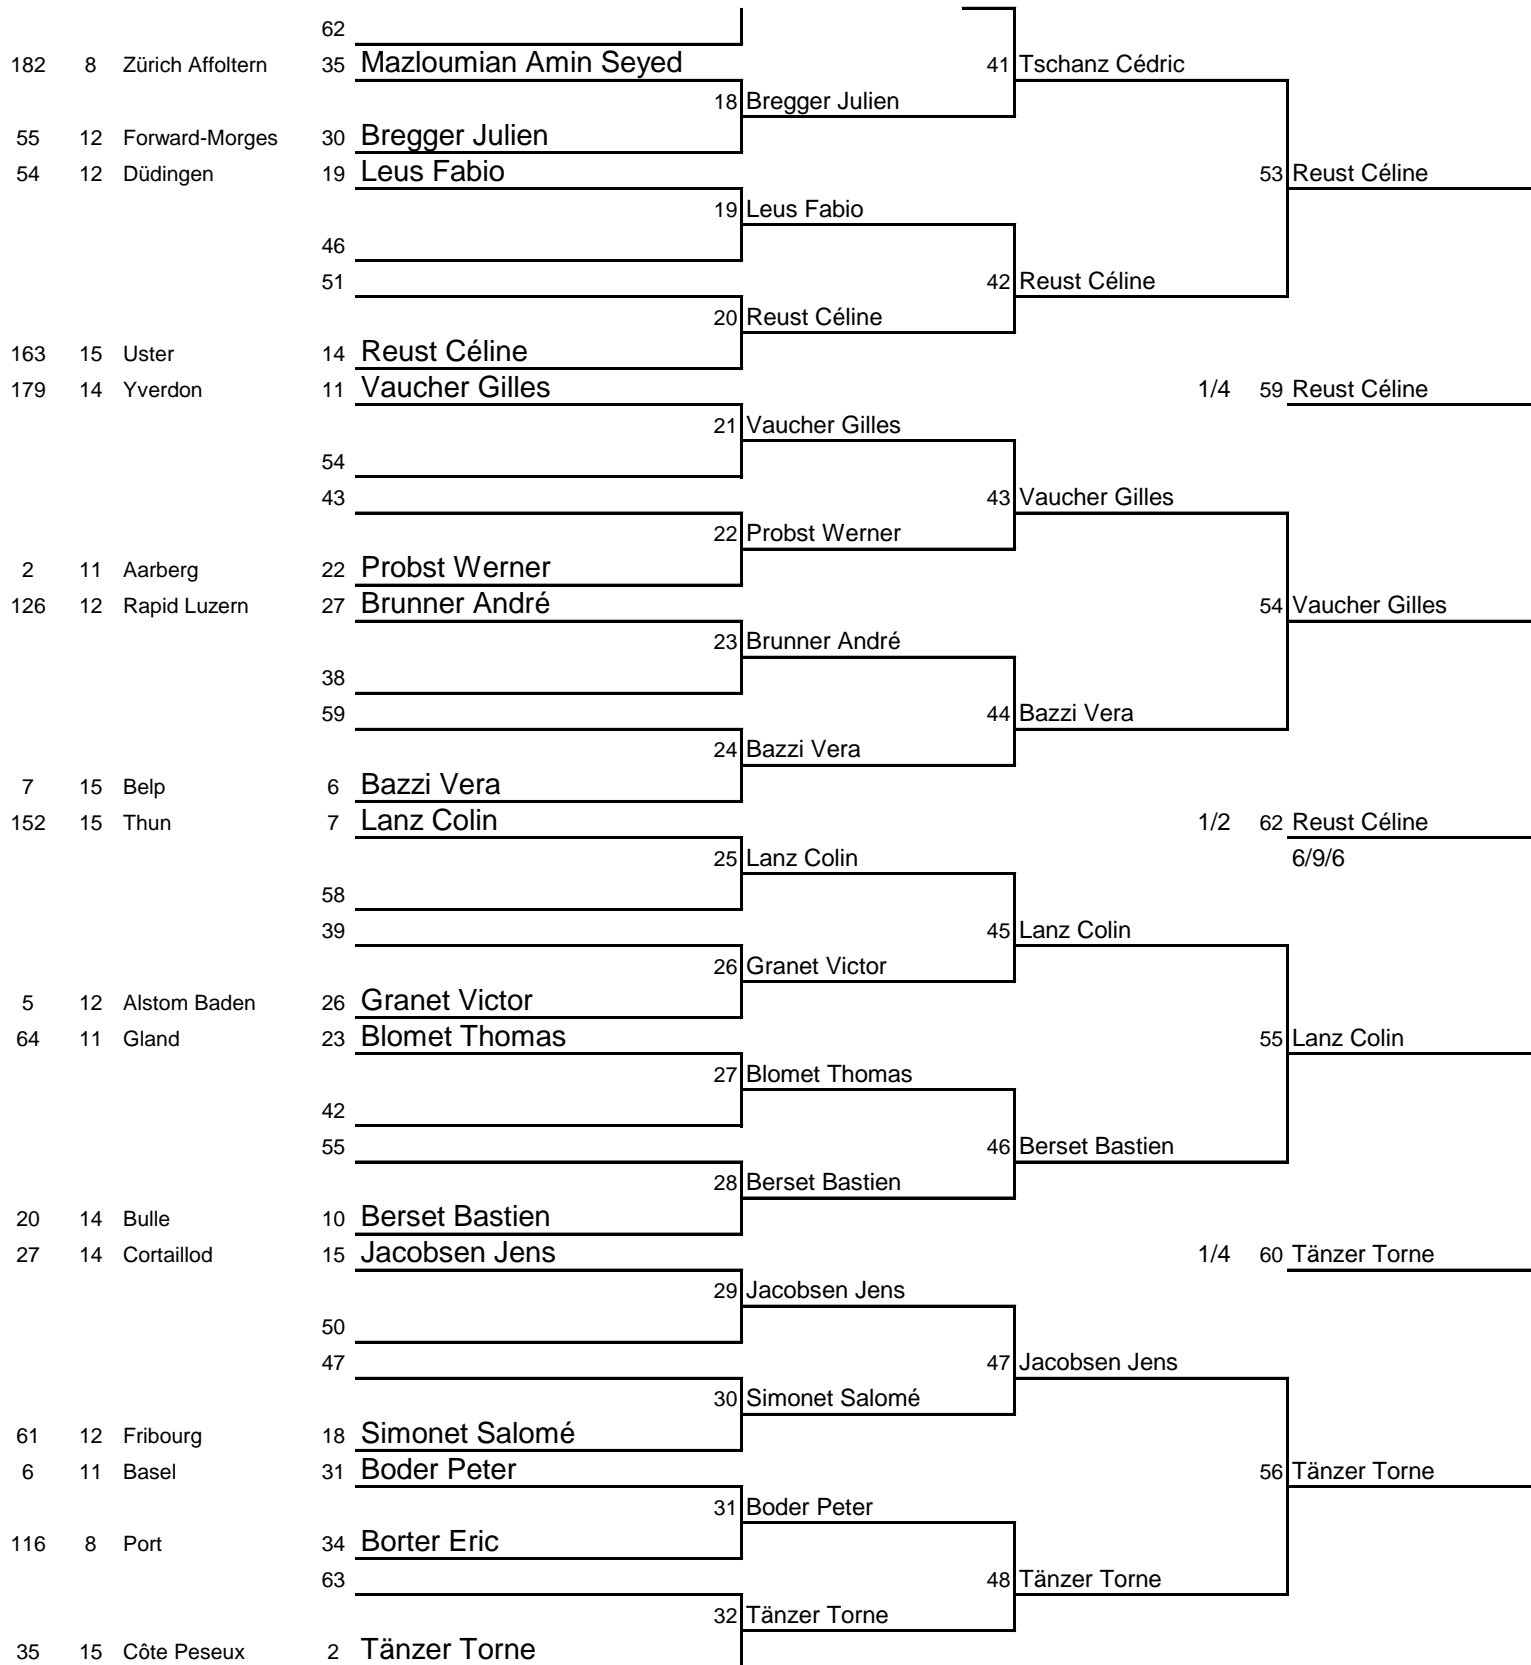 62
182 8 Zürich Affoltern 35 Mazloumian Amin Seyed 41 Tschanz Cédric
18 Bregger Julien
55 12 Forward-Morges 30 Bregger Julien
54 12 Düdingen 19 Leus Fabio 53 Reust Céline
19 Leus Fabio
46
51 42 Reust Céline
20 Reust Céline
163 15 Uster 14 Reust Céline
179 14 Yverdon 11 Vaucher Gilles 1/4 59 Reust Céline
21 Vaucher Gilles
54
43 43 Vaucher Gilles
22 Probst Werner
2 11 Aarberg 22 Probst Werner
126 12 Rapid Luzern 27 Brunner André 54 Vaucher Gilles
23 Brunner André
38
59 44 Bazzi Vera
24 Bazzi Vera
7 15 Belp 6 Bazzi Vera
152 15 Thun 7 Lanz Colin 1/2 62 Reust Céline
25 Lanz Colin 6/9/6
58
39 45 Lanz Colin
26 Granet Victor
5 12 Alstom Baden 26 Granet Victor
64 11 Gland 23 Blomet Thomas 55 Lanz Colin
27 Blomet Thomas
42
55 46 Berset Bastien
28 Berset Bastien
20 14 Bulle 10 Berset Bastien
27 14 Cortaillod 15 Jacobsen Jens 1/4 60 Tänzer Torne
29 Jacobsen Jens
50
47 47 Jacobsen Jens
30 Simonet Salomé
61 12 Fribourg 18 Simonet Salomé
6 11 Basel 31 Boder Peter 56 Tänzer Torne
31 Boder Peter
116 8 Port 34 Borter Eric
63 48 Tänzer Torne
32 Tänzer Torne
35 15 Côte Peseux 2 Tänzer Torne